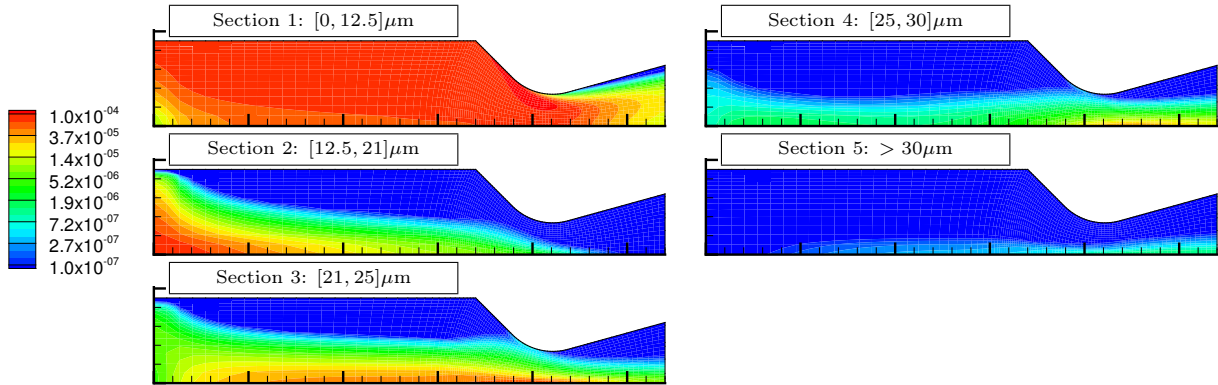 Section 1: [0, 12.5]μm
Section 4: [25, 30]μm
1.0x10-04
3.7x10-05
1.4x10-05
5.2x10-06
1.9x10-06
7.2x10-07
2.7x10-07
1.0x10-07
Section 2: [12.5, 21]μm
Section 5: > 30μm
Section 3: [21, 25]μm